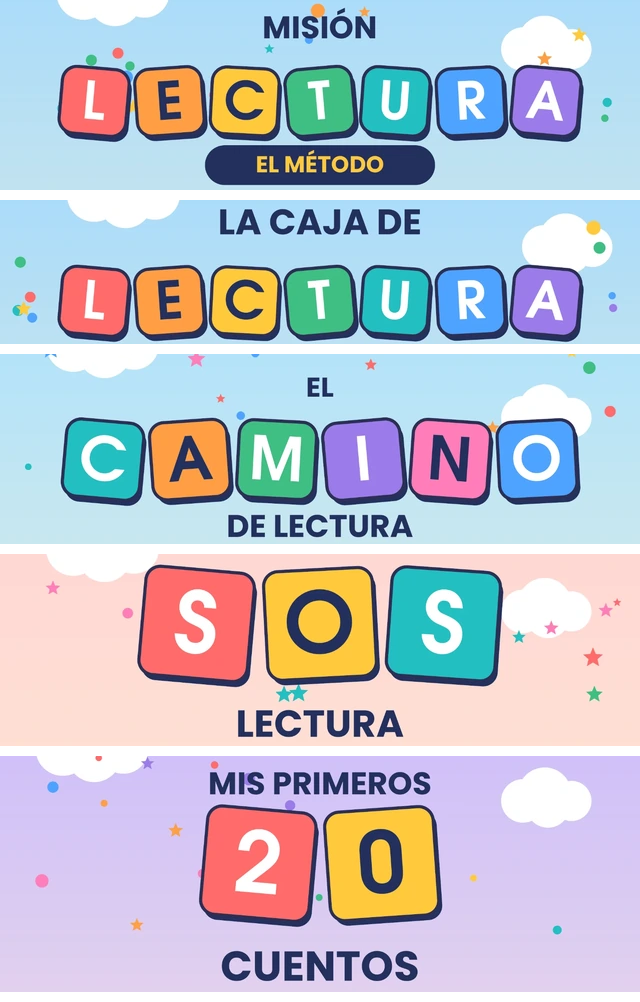 MISIÓN
LECTURA
EL MÉTODO
LA CAJA DE
LECTURA
EL
CAMINO
DE LECTURA
SOS
LECTURA
MIS PRIMEROS
20
CUENTOS